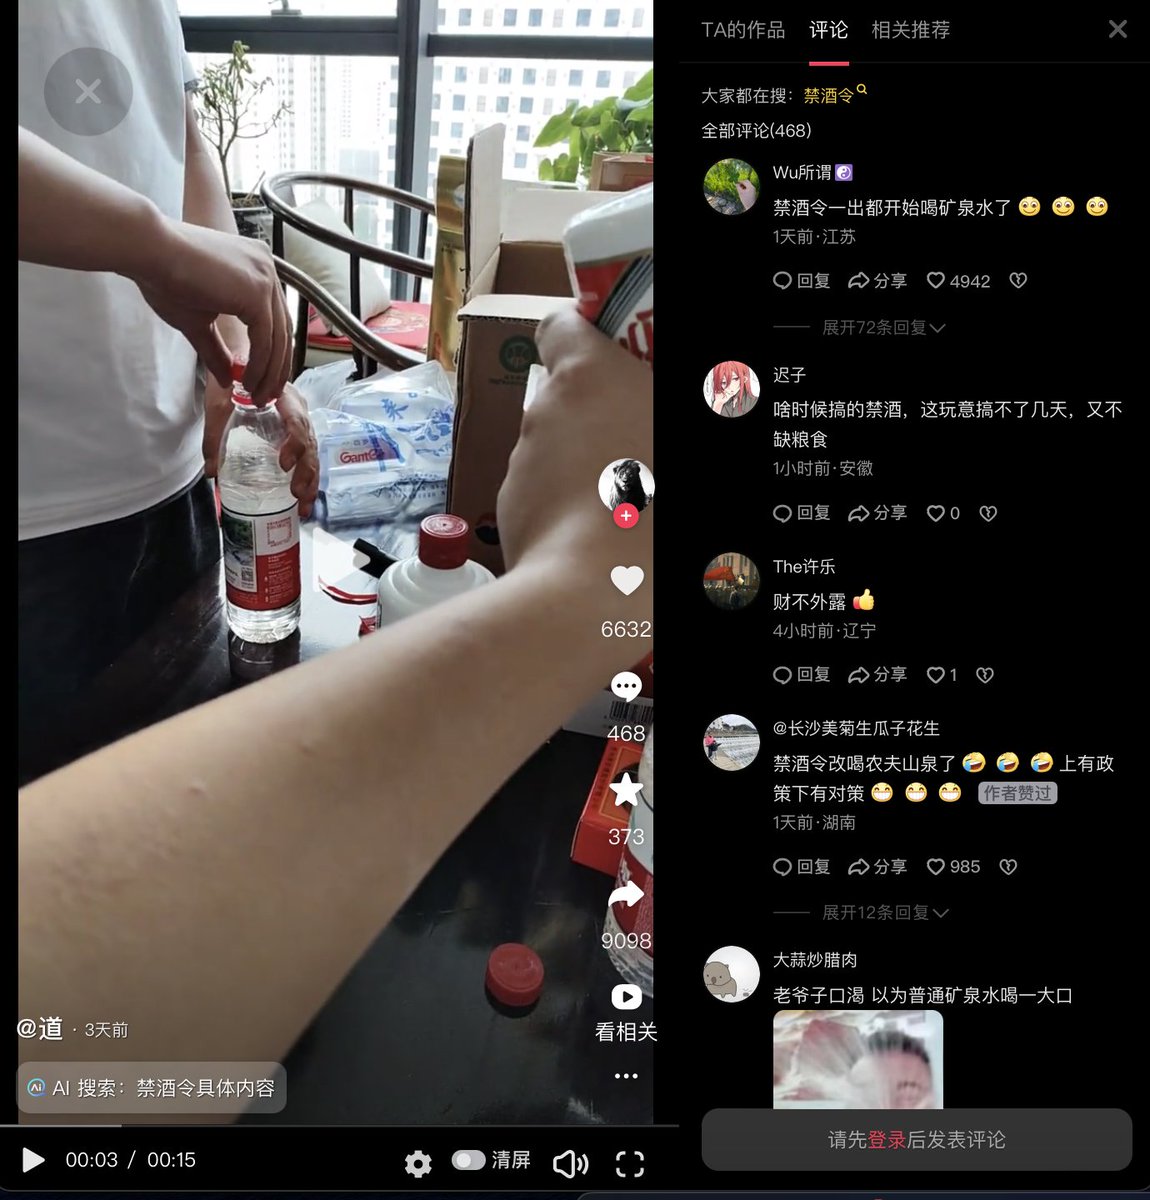 TA的作品
评论
相关推荐
大家都在搜：禁酒令
全部评论(468)
Wu所谓
禁酒令一出都开始喝矿泉水了
1天前·江苏
回复
分享
4942
展开72条回复
迟子
啥时候搞的禁酒，这玩意搞不了几天，又不
缺粮食
1小时前·安徽
回复
分享
0
The许乐
财不外露
4小时前·辽宁
回复
分享
1
@长沙美菊生瓜子花生
禁酒令改喝农夫山泉了 上有政
策下有对策 作者赞过
1天前·湖南
回复
分享
985
展开12条回复
大蒜炒腊肉
老爷子口渴 以为普通矿泉水喝一大口
请先登录后发表评论
6632
468
373
9098
看相关
@道 · 3天前
AI 搜索：禁酒令具体内容
00:03 / 00:15
清屏